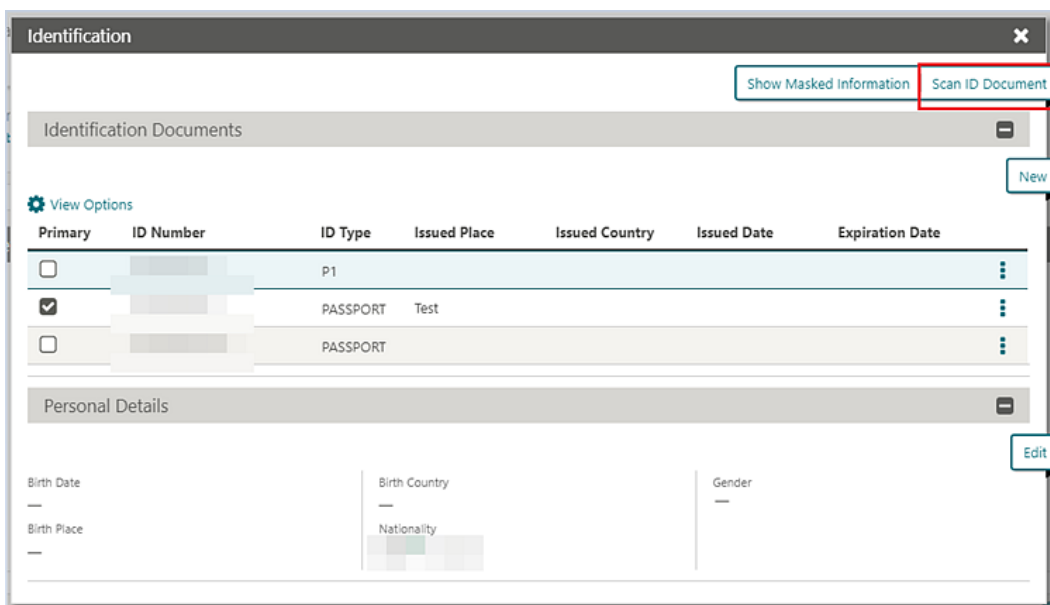 Identification
Show Masked Information Scan ID Document
Identification Documents
New
View Options
Primary ID Number ID Type Issued Place Issued Country Issued Date Expiration Date
P1
PASSPORT Test
PASSPORT
Personal Details
Edit
Birth Date Birth Country Gender
— — —
Birth Place Nationality
—